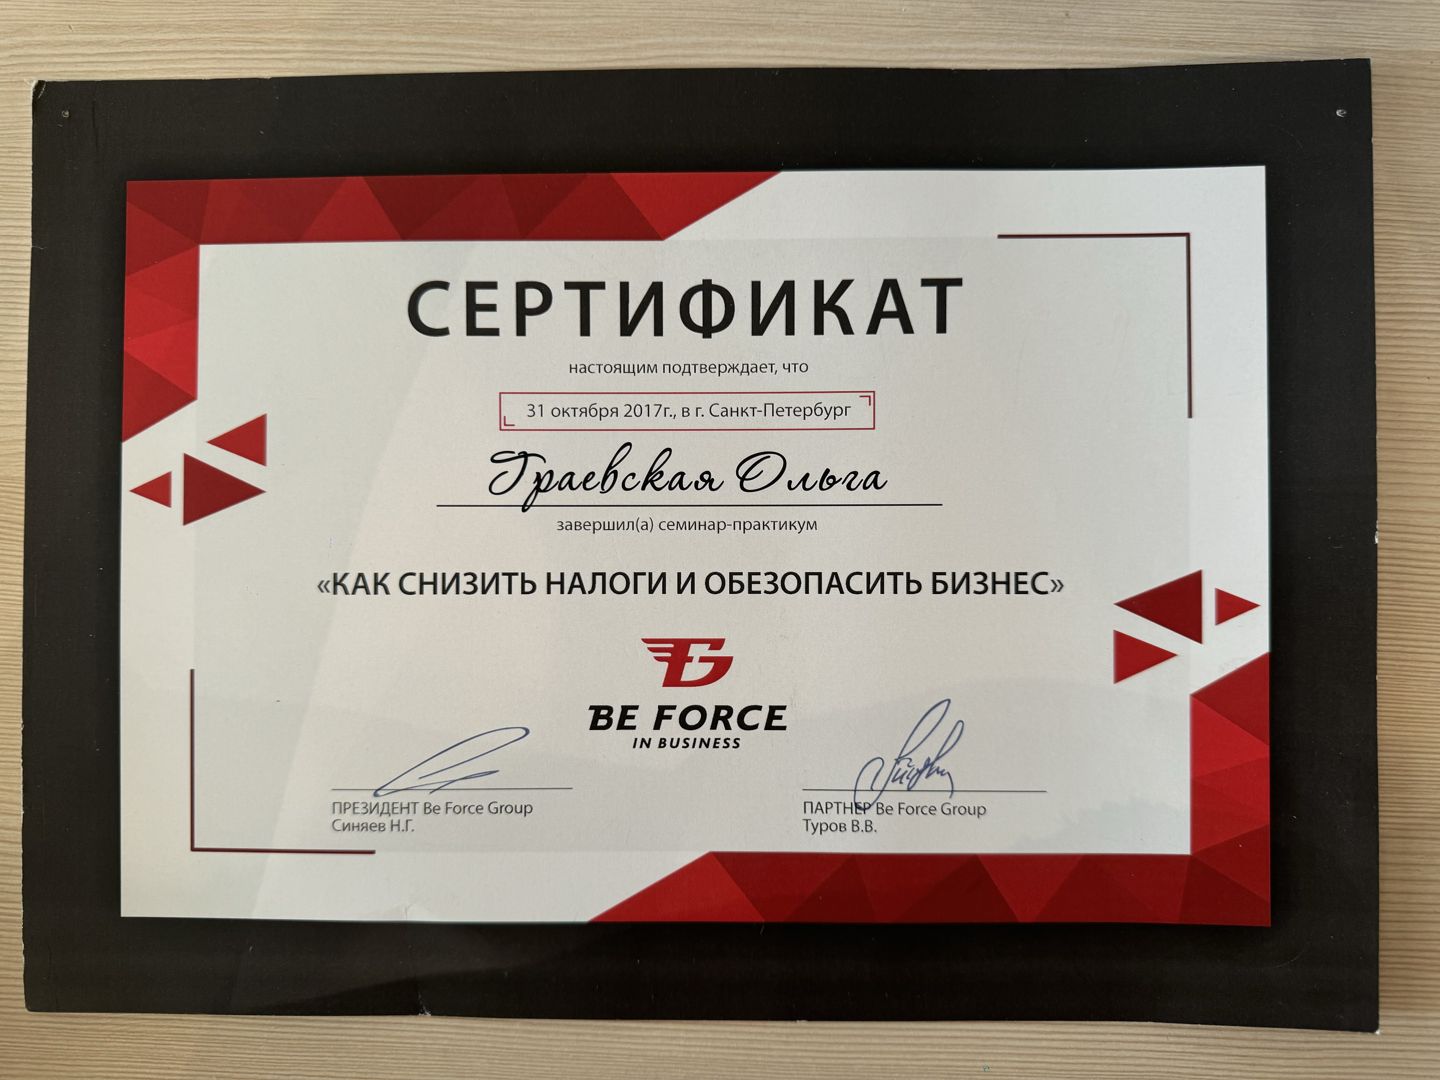 СЕРТИФИКАТ
настоящим подтверждает, что
31 октября 2017г., в г. Санкт-Петербург
Граевская Ольга
завершил(а) семинар-практикум
«КАК СНИЗИТЬ НАЛОГИ И ОБЕЗОПАСИТЬ БИЗНЕС»
BE FORCE
IN BUSINESS
ПРЕЗИДЕНТ Be Force Group
Синяев Н.Г.
ПАРТНЕР Be Force Group
Туров В.В.